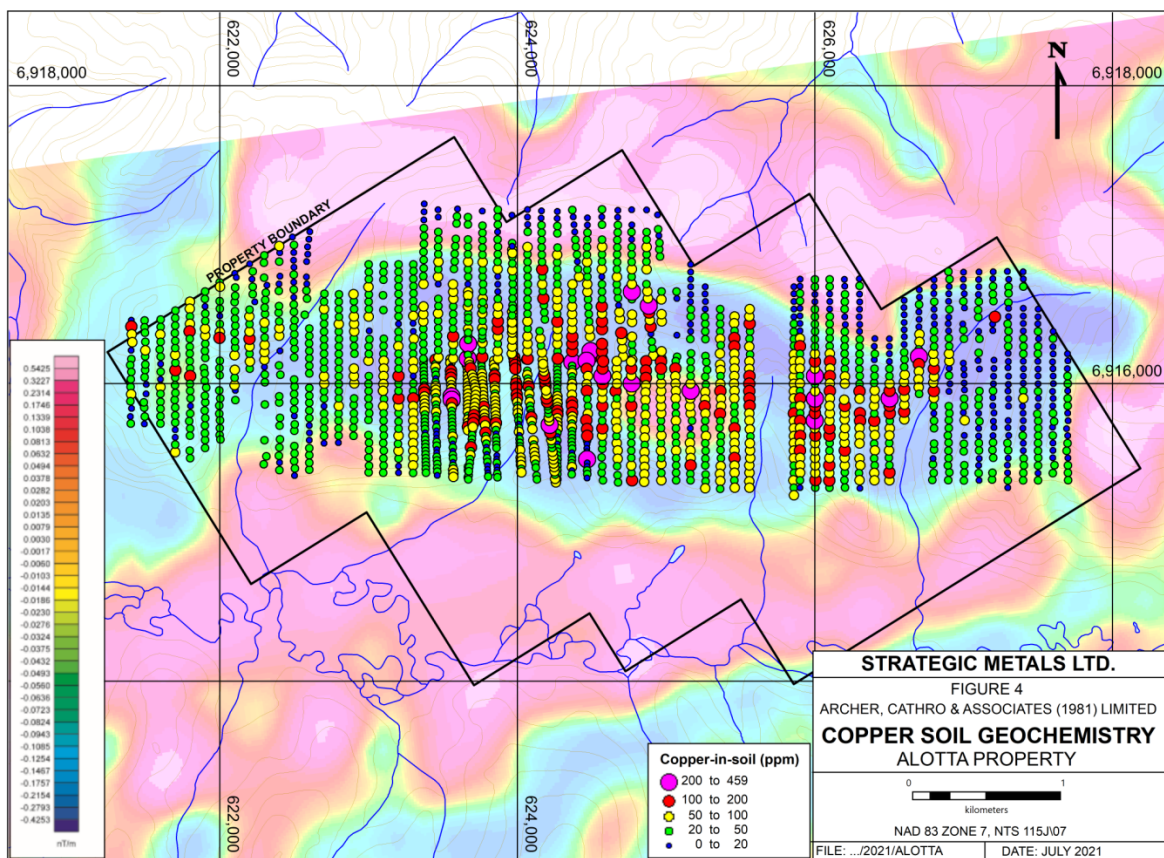 622,000
624,000
626,000
N
6,918,000
6,918,000
PROPERTY BOUNDARY
6,916,000
0.5425
0.3227
0.2314
0.1746
0.1339
0.1038
0.0813
0.0632
0.0494
0.0378
0.0282
0.0203
0.0135
0.0079
0.0030
-0.0017
-0.0060
-0.0103
-0.0144
-0.0186
-0.0230
-0.0276
-0.0324
-0.0375
-0.0432
-0.0493
-0.0560
-0.0636
-0.0723
-0.0824
-0.0943
-0.1085
-0.1254
-0.1467
-0.1757
-0.2154
-0.2793
-0.4253
nT/m
622,000
624,000
Copper-in-soil (ppm)
200 to 459
100 to 200
50 to 100
20 to 50
0 to 20
STRATEGIC METALS LTD.
FIGURE 4
ARCHER, CATHRO & ASSOCIATES (1981) LIMITED
COPPER SOIL GEOCHEMISTRY
ALOTTA PROPERTY
0 1
kilometers
NAD 83 ZONE 7, NTS 115J\07
FILE: .../2021/ALOTTA DATE: JULY 2021